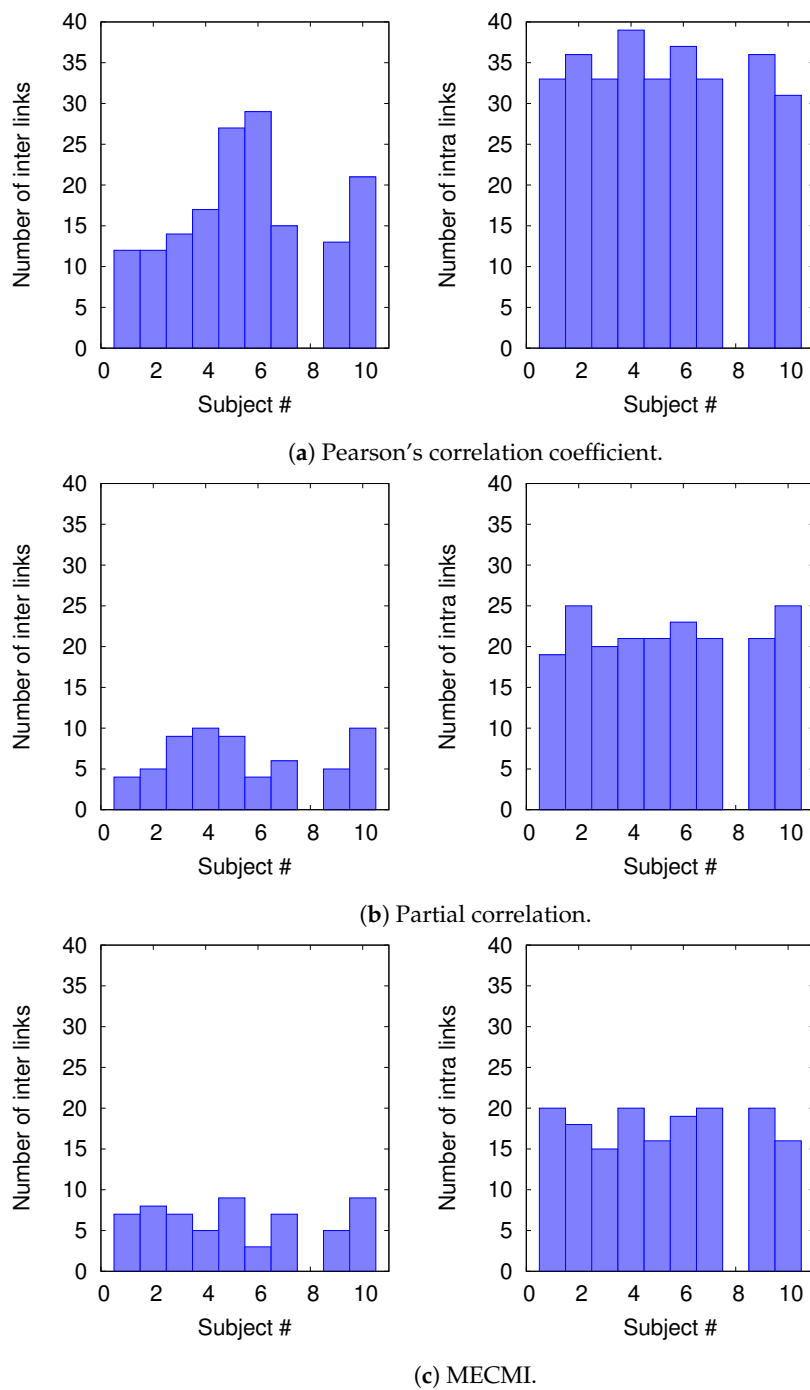 40
35
30
25
20
15
10
5
0
0 2 4 6 8 10
Number of inter links
Subject #
40
35
30
25
20
15
10
5
0
0 2 4 6 8 10
Number of intra links
Subject #
(a) Pearson’s correlation coefficient.
40
35
30
25
20
15
10
5
0
0 2 4 6 8 10
Number of inter links
Subject #
40
35
30
25
20
15
10
5
0
0 2 4 6 8 10
Number of intra links
Subject #
(b) Partial correlation.
40
35
30
25
20
15
10
5
0
0 2 4 6 8 10
Number of inter links
Subject #
40
35
30
25
20
15
10
5
0
0 2 4 6 8 10
Number of intra links
Subject #
(c) MECMI.